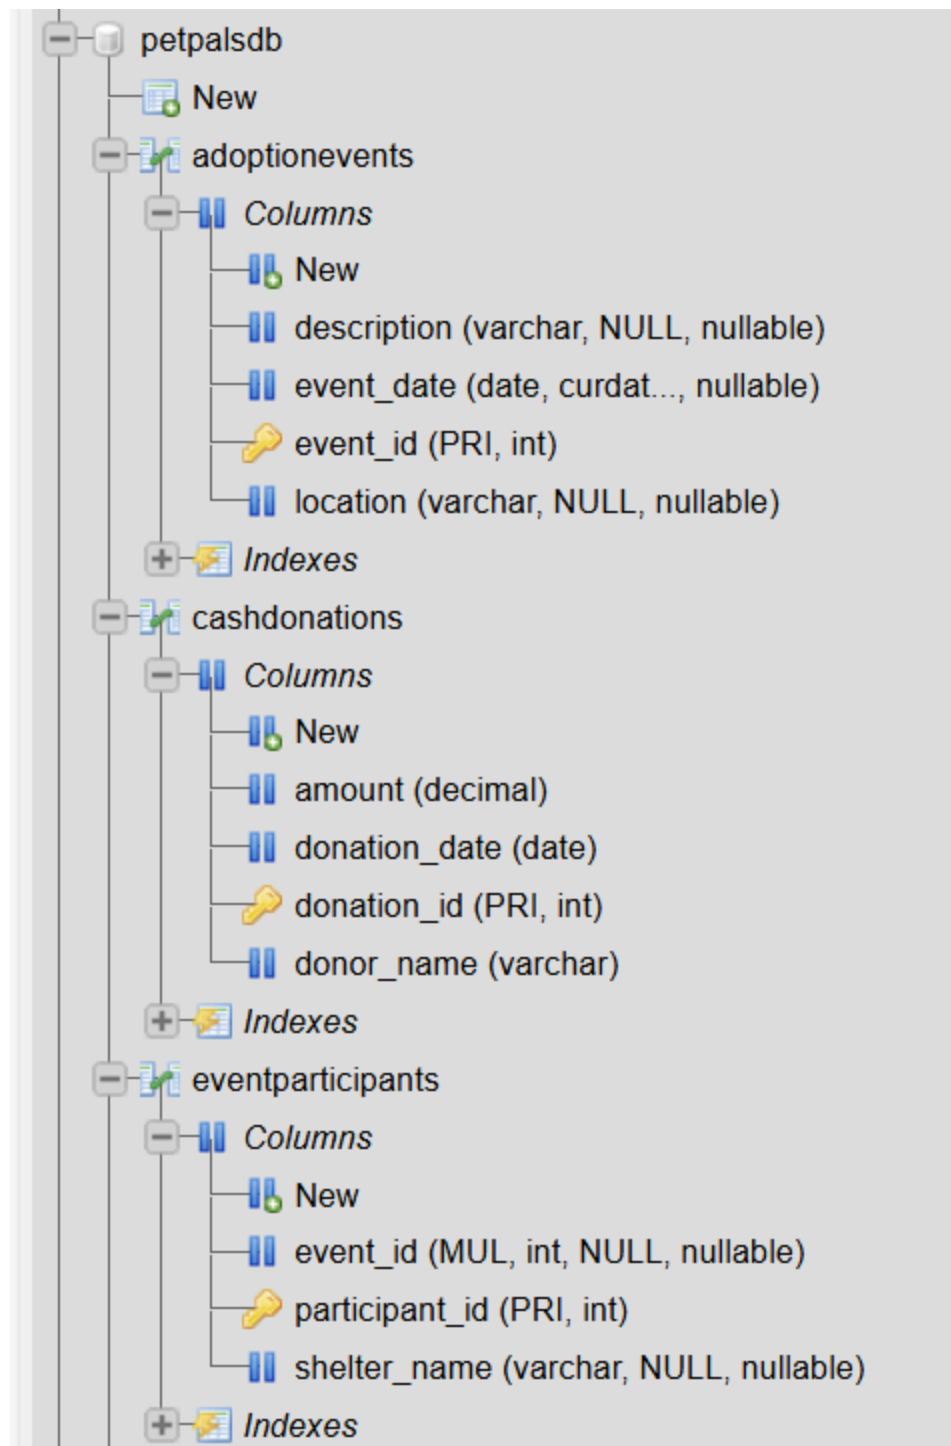 petpalsdb
New
adoptionevents
Columns
New
description (varchar, NULL, nullable)
event_date (date, curdat..., nullable)
event_id (PRI, int)
location (varchar, NULL, nullable)
Indexes
cashdonations
Columns
New
amount (decimal)
donation_date (date)
donation_id (PRI, int)
donor_name (varchar)
Indexes
eventparticipants
Columns
New
event_id (MUL, int, NULL, nullable)
participant_id (PRI, int)
shelter_name (varchar, NULL, nullable)
Indexes